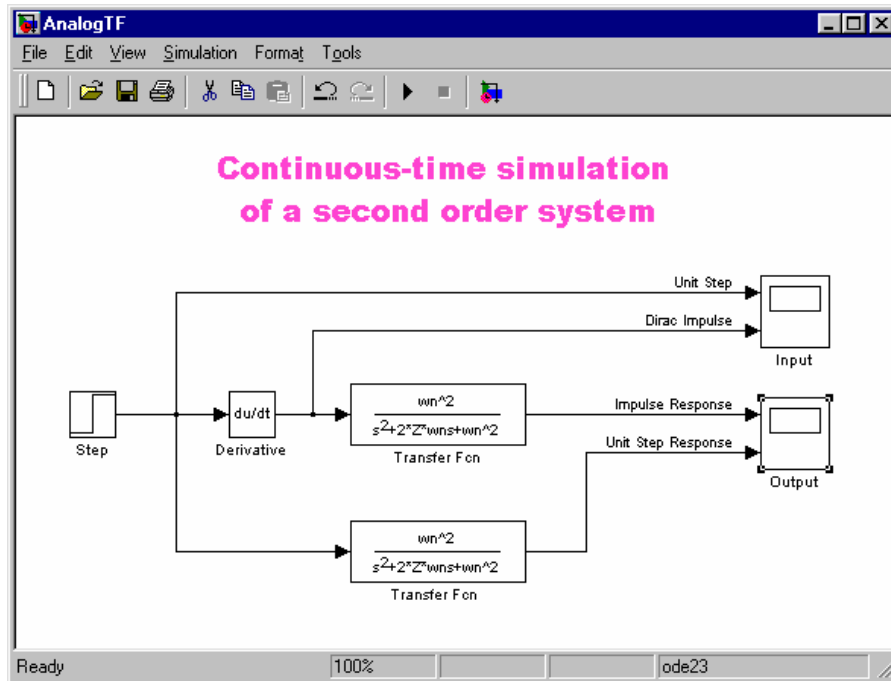 AnalogTF
File Edit View Simulation Format Tools
Continuous-time simulation
of a second order system
Unit Step
Dirac Impulse
Input
Step
du/dt
Derivative
wn^2
s2+2*Z*wns+wn^2
Transfer Fcn
Impulse Response
Unit Step Response
Output
wn^2
s2+2*Z*wns+wn^2
Transfer Fcn
Ready 100% ode23